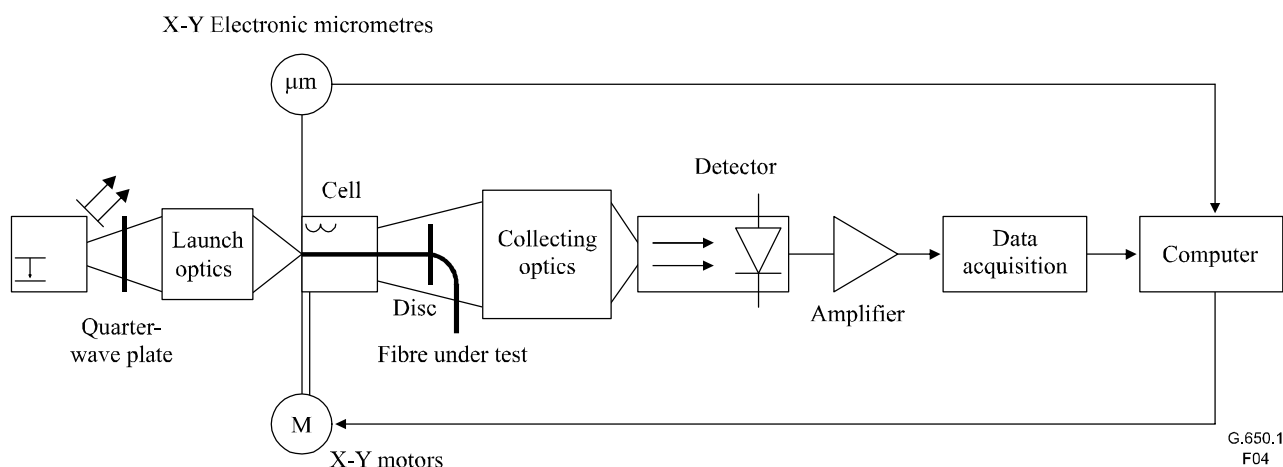 X-Y Electronic micrometres
µm
Detector
Cell
Launch
optics
Collecting
optics
Data
acquisition
Computer
Disc
Amplifier
Quarter-
wave plate
Fibre under test
M
X-Y motors
G.650.1
F04